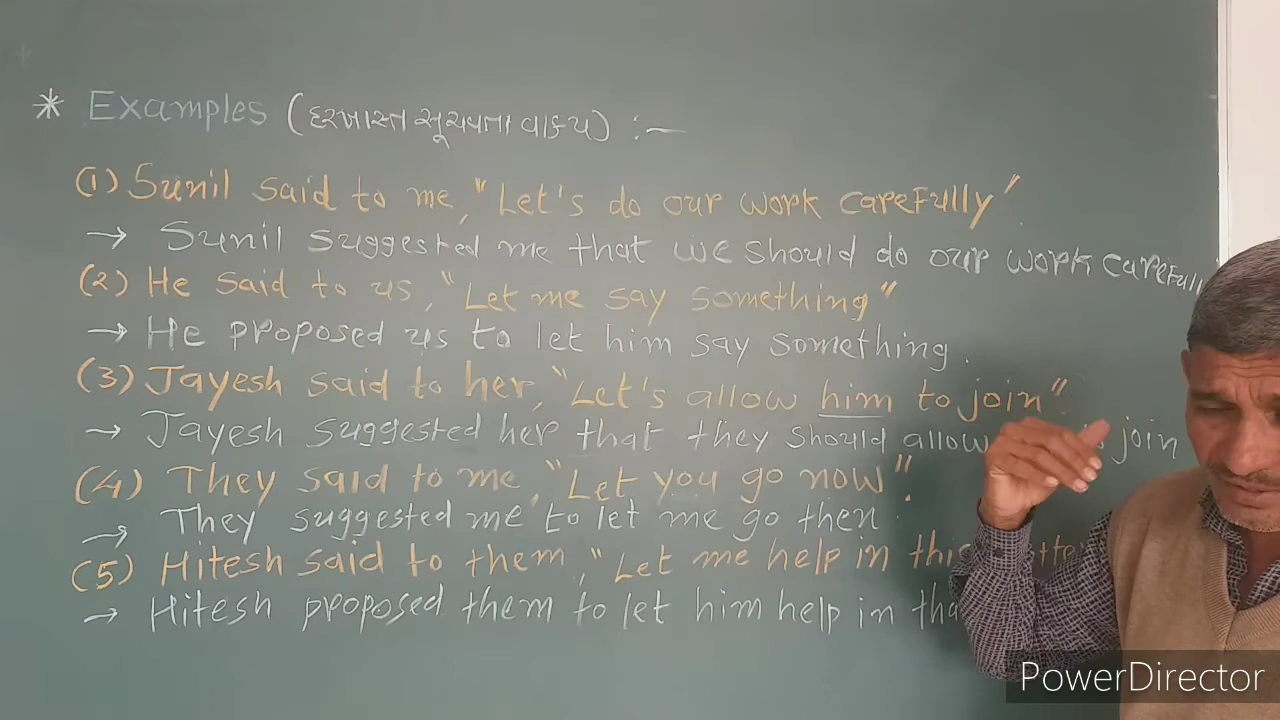 * Examples (દરખાસ્ત સૂચવતા વાક્ય) :-
(1) Sunil said to me, "Let's do our work carefully".
→ Sunil suggested me that we should do our work carefully
(2) He said to us, "Let me say something"
→ He proposed us to let him say something.
(3) Jayesh said to her, "Let's allow him to join".
→ Jayesh suggested her that they should allow join
(4) They said to me, "Let you go now".
→ They suggested me to let me go then.
(5) Hitesh said to them, "Let me help in this
→ Hitesh proposed them to let him help in
PowerDirector